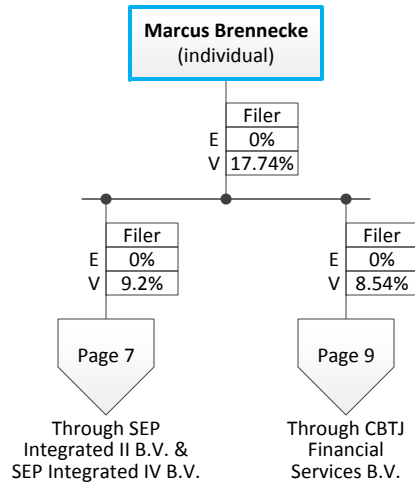 Marcus Brennecke
(individual)
Filer
E 0%
V 17.74%
Filer
E 0%
V 9.2%
Filer
E 0%
V 8.54%
Page 7
Page 9
Through SEP
Integrated II B.V. &
SEP Integrated IV B.V.
Through CBTJ
Financial
Services B.V.